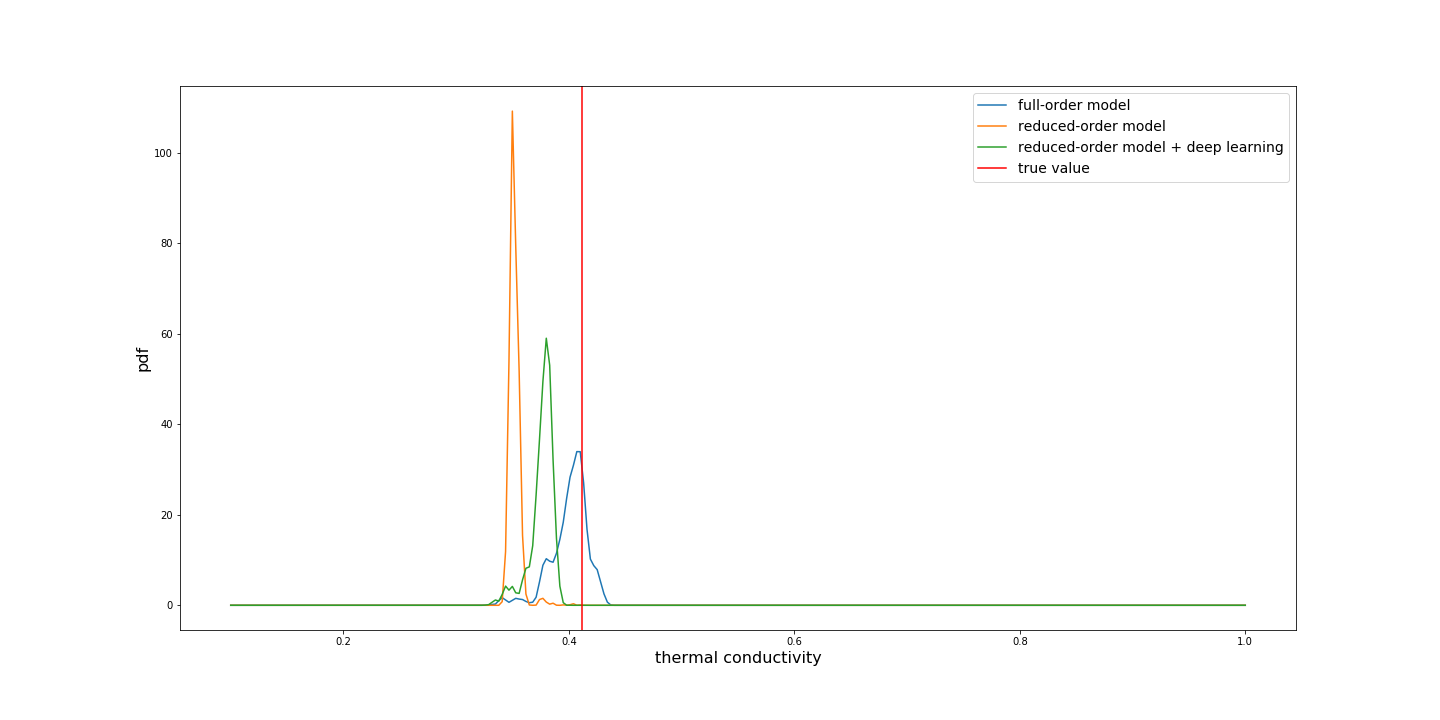 full-order model
reduced-order model
reduced-order model + deep learning
true value
100
80
60
40
20
0
pdf
0.2 0.4 0.6 0.8 1.0
thermal conductivity